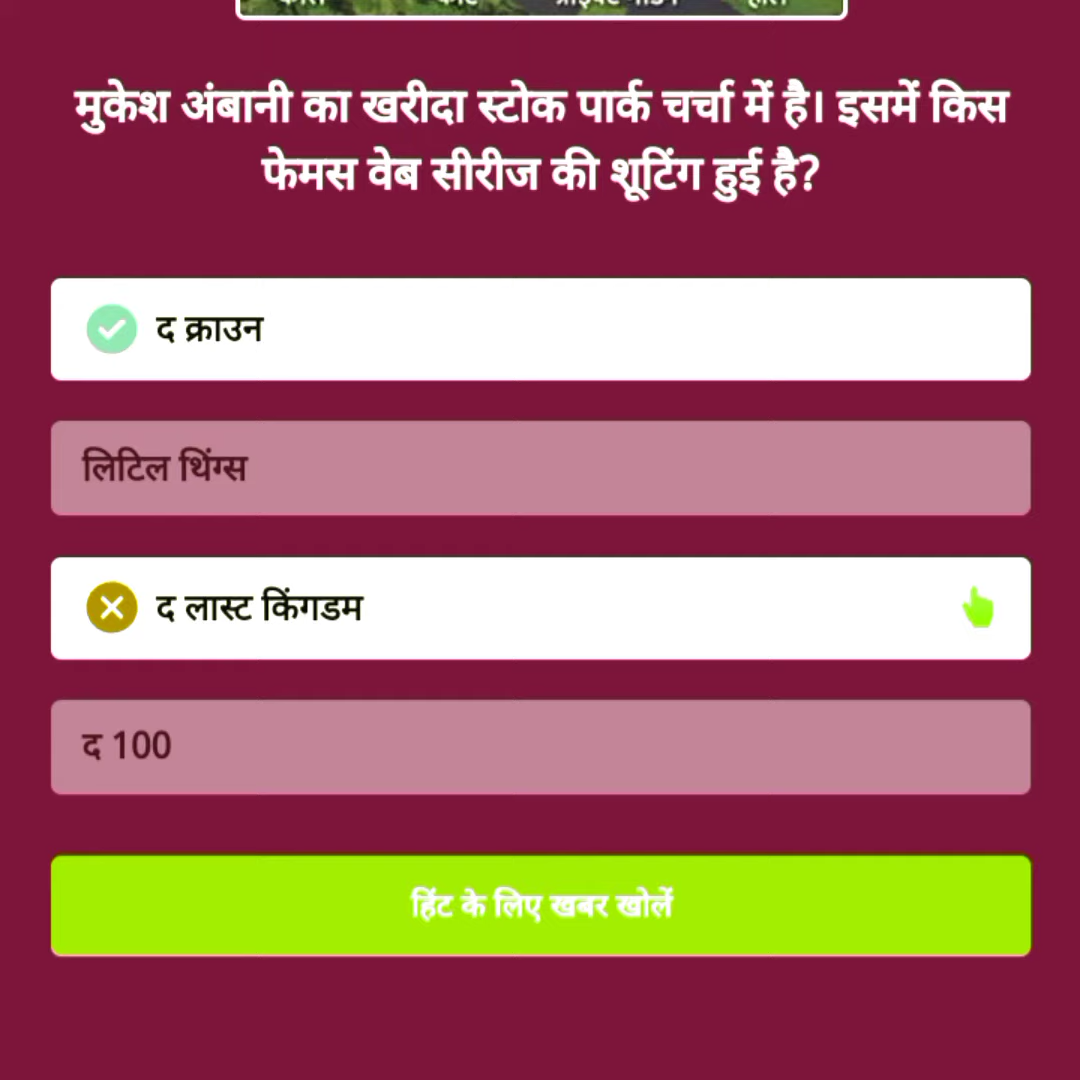 मुकेश अंबानी का खरीदा स्टोक पार्क चर्चा में है। इसमें किस
फेमस वेब सीरीज की शूटिंग हुई है?
द क्राउन
लिटिल थिंग्स
द लास्ट किंगडम
द 100
हिंट के लिए खबर खोलें